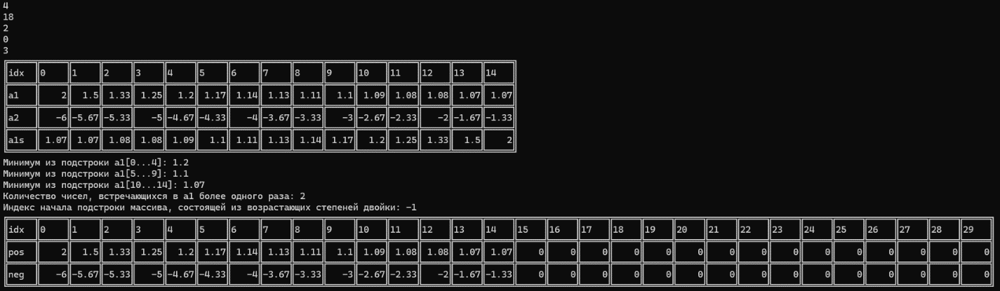 4
18
2
0
3
idx 0 1 2 3 4 5 6 7 8 9 10 11 12 13 14
a1 2 1.5 1.33 1.25 1.2 1.17 1.14 1.13 1.11 1.1 1.09 1.08 1.08 1.07 1.07
a2 -6 -5.67 -5.33 -5 -4.67 -4.33 -4 -3.67 -3.33 -3 -2.67 -2.33 -2 -1.67 -1.33
a1s 1.07 1.07 1.08 1.08 1.09 1.1 1.11 1.13 1.14 1.17 1.2 1.25 1.33 1.5 2
Минимум из подстроки a1[0...4]: 1.2
Минимум из подстроки a1[5...9]: 1.1
Минимум из подстроки a1[10...14]: 1.07
Количество чисел, встречающихся в a1 более одного раза: 2
Индекс начала подстроки массива, состоящей из возрастающих степеней двойки: -1
idx 0 1 2 3 4 5 6 7 8 9 10 11 12 13 14 15 16 17 18 19 20 21 22 23 24 25 26 27 28 29
pos 2 1.5 1.33 1.25 1.2 1.17 1.14 1.13 1.11 1.1 1.09 1.08 1.08 1.07 1.07 0 0 0 0 0 0 0 0 0 0 0 0 0 0 0
neg -6 -5.67 -5.33 -5 -4.67 -4.33 -4 -3.67 -3.33 -3 -2.67 -2.33 -2 -1.67 -1.33 0 0 0 0 0 0 0 0 0 0 0 0 0 0 0